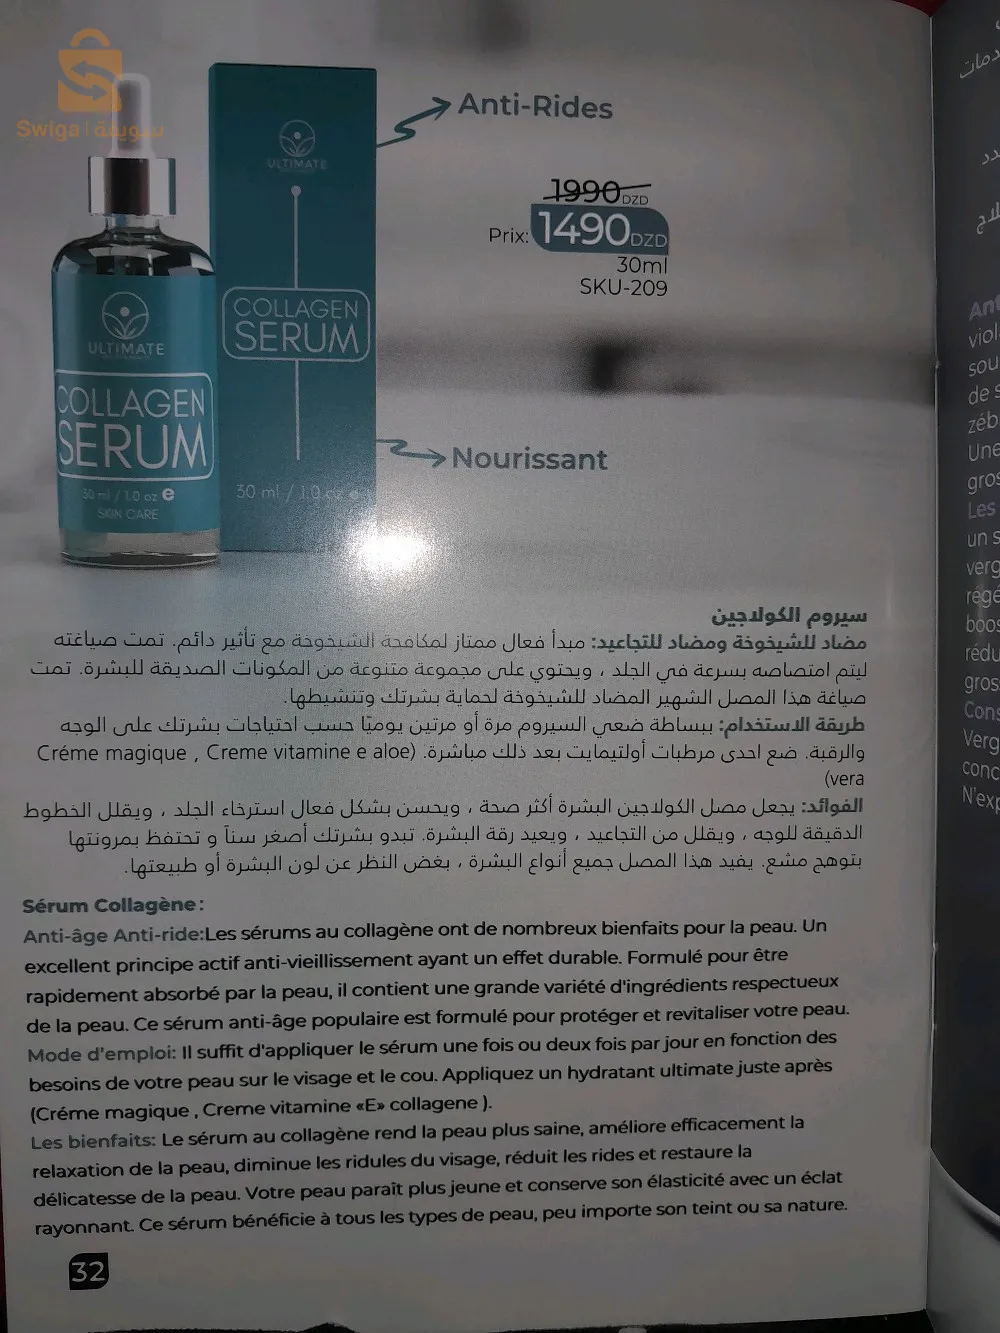 Swiga | سويقة
Anti-Rides
1990 DZD
Prix: 1490 DZD
30ml
SKU-209
ULTIMATE
COLLAGEN
SERUM
30 ml / 1.0 oz e
ULTIMATE
COLLAGEN
SERUM
30 ml / 1.0 oz e
SKIN CARE
Nourissant
سيروم الكولاجين
مضاد للشيخوخة ومضاد للتجاعيد: مبدأ فعال ممتاز لمكافحة الشيخوخة مع تأثير دائم. تمت صياغته
ليتم امتصاصه بسرعة في الجلد ، ويحتوي على مجموعة متنوعة من المكونات الصديقة للبشرة. تمت
صياغة هذا المصل الشهير المضاد للشيخوخة لحماية بشرتك وتنشيطها.
طريقة الاستخدام: ببساطة ضعي السيروم مرة أو مرتين يوميًا حسب احتياجات بشرتك على الوجه
والرقبة. ضع احدى مرطبات أولتيمايت بعد ذلك مباشرة. (Créme magique , Creme vitamine e aloe
vera)
الفوائد: يجعل مصل الكولاجين البشرة أكثر صحة ، ويحسن بشكل فعال استرخاء الجلد ، ويقلل الخطوط
الدقيقة للوجه ، ويقلل من التجاعيد ، ويعيد رقة البشرة. تبدو بشرتك أصغر سناً و تحتفظ بمرونتها
بتوهج مشع. يفيد هذا المصل جميع أنواع البشرة ، بغض النظر عن لون البشرة أو طبيعتها.
Sérum Collagène :
Anti-âge Anti-ride:Les sérums au collagène ont de nombreux bienfaits pour la peau. Un
excellent principe actif anti-vieillissement ayant un effet durable. Formulé pour être
rapidement absorbé par la peau, il contient une grande variété d'ingrédients respectueux
de la peau. Ce sérum anti-âge populaire est formulé pour protéger et revitaliser votre peau.
Mode d'emploi: Il suffit d'appliquer le sérum une fois ou deux fois par jour en fonction des
besoins de votre peau sur le visage et le cou. Appliquez un hydratant ultimate juste après
(Créme magique , Creme vitamine «E» collagene ).
Les bienfaits: Le sérum au collagène rend la peau plus saine, améliore efficacement la
relaxation de la peau, diminue les ridules du visage, réduit les rides et restaure la
délicatesse de la peau. Votre peau paraît plus jeune et conserve son élasticité avec un éclat
rayonnant. Ce sérum bénéficie à tous les types de peau, peu importe son teint ou sa nature.
32
Une
Les
un s
de s